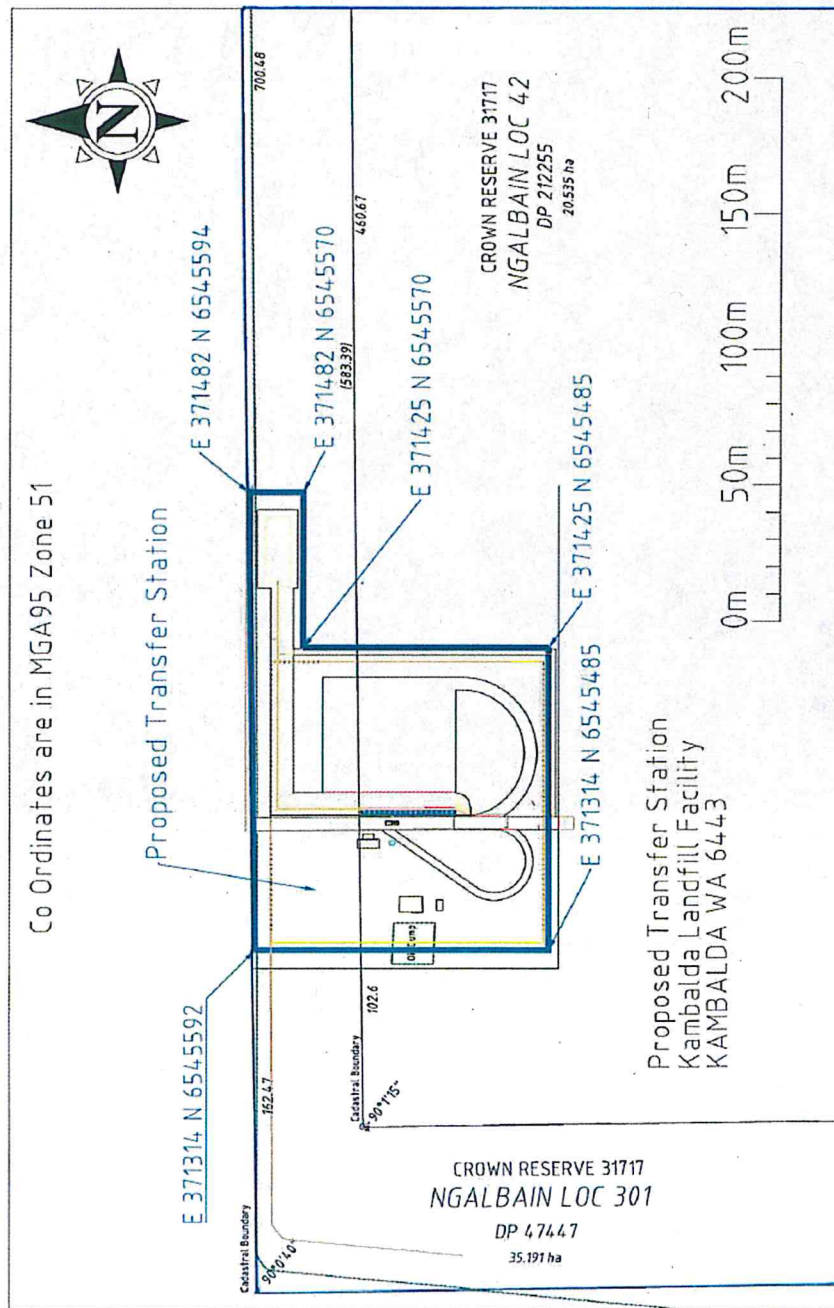 Co Ordinates are in MGA95 Zone 51
N
Proposed Transfer Station
E 371314 N 6545592
E 371482 N 6545594
E 371482 N 6545570
E 371425 N 6545570
E 371425 N 6545485
E 371314 N 6545485
Cadastral Boundary
90°0'40"
162.47
700.48
Cadastral Boundary
90°1'15"
102.6
(583.39)
460.67
CROWN RESERVE 31717
NGALBAIN LOC 42
DP 212255
20.535 ha
CROWN RESERVE 31717
NGALBAIN LOC 301
DP 47447
35.191 ha
Proposed Transfer Station
Kambalda Landfill Facility
KAMBALDA WA 6443
0m 50m 100m 150m 200m